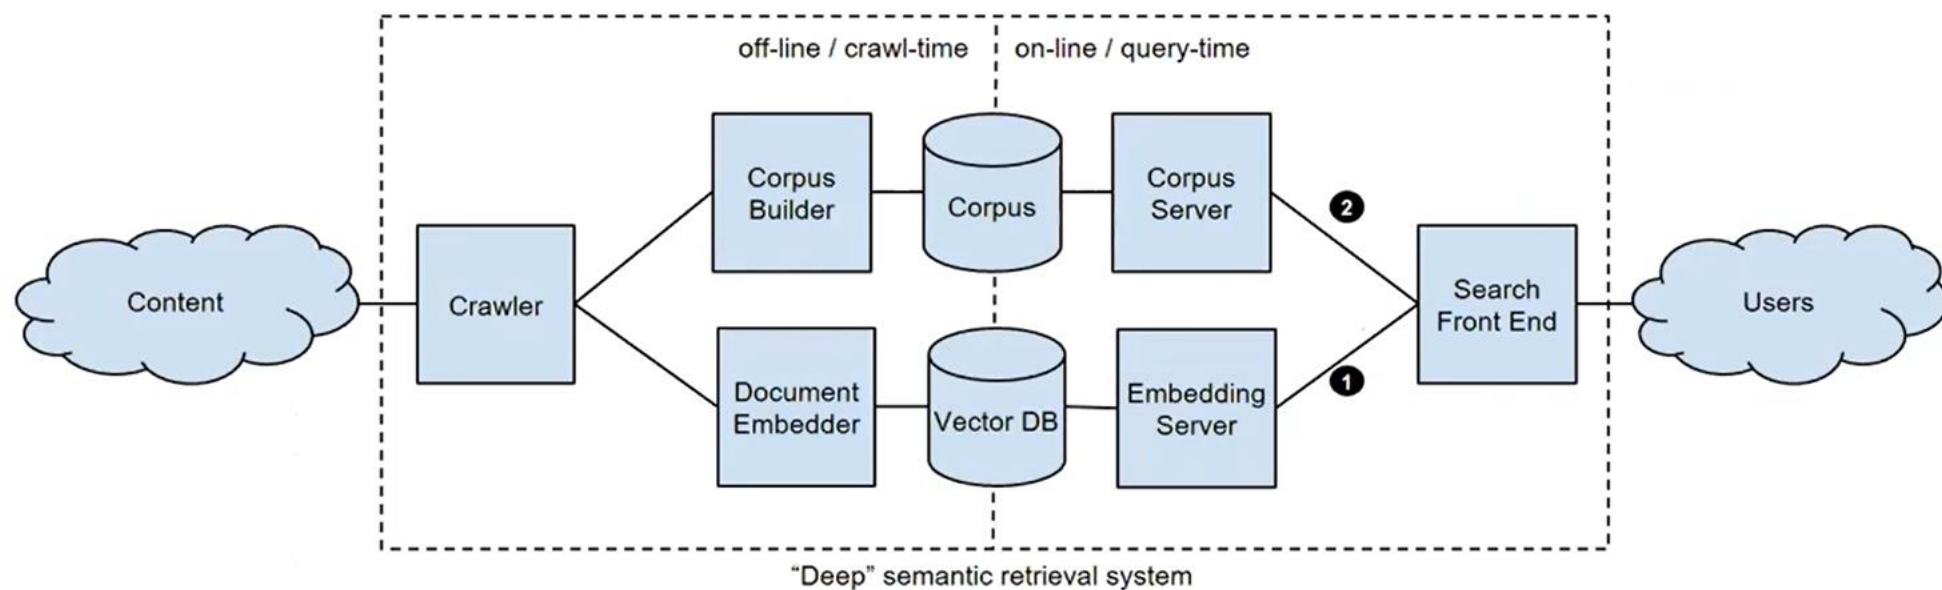 off-line / crawl-time
on-line / query-time
Corpus
Builder
Corpus
Corpus
Server
2
Content
Crawler
Search
Front End
Users
Document
Embedder
Vector DB
Embedding
Server
1
“Deep” semantic retrieval system